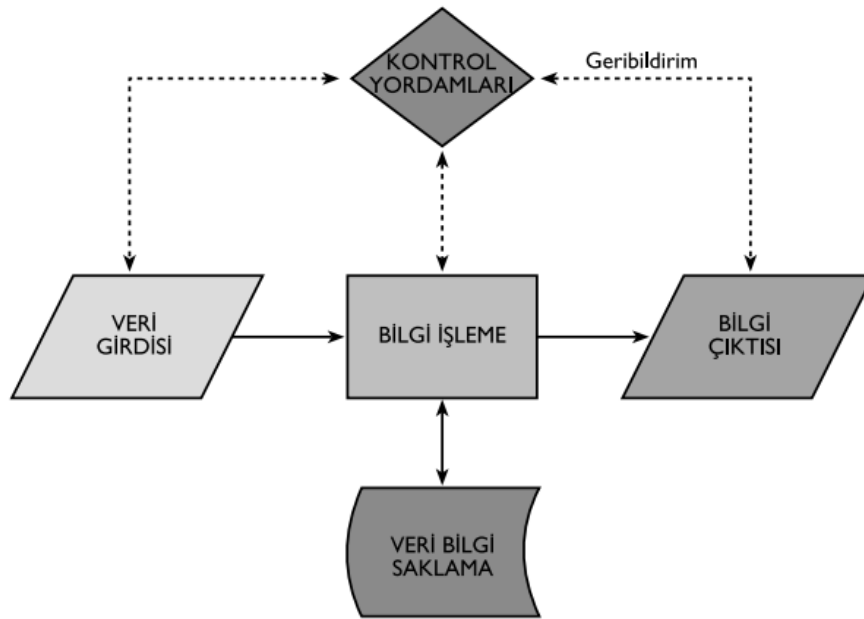 KONTROL
YORDAMLARI
Geribildirim
VERİ
GİRDİSİ
BİLGİ İŞLEME
BİLGİ
ÇIKTISI
VERİ BİLGİ
SAKLAMA